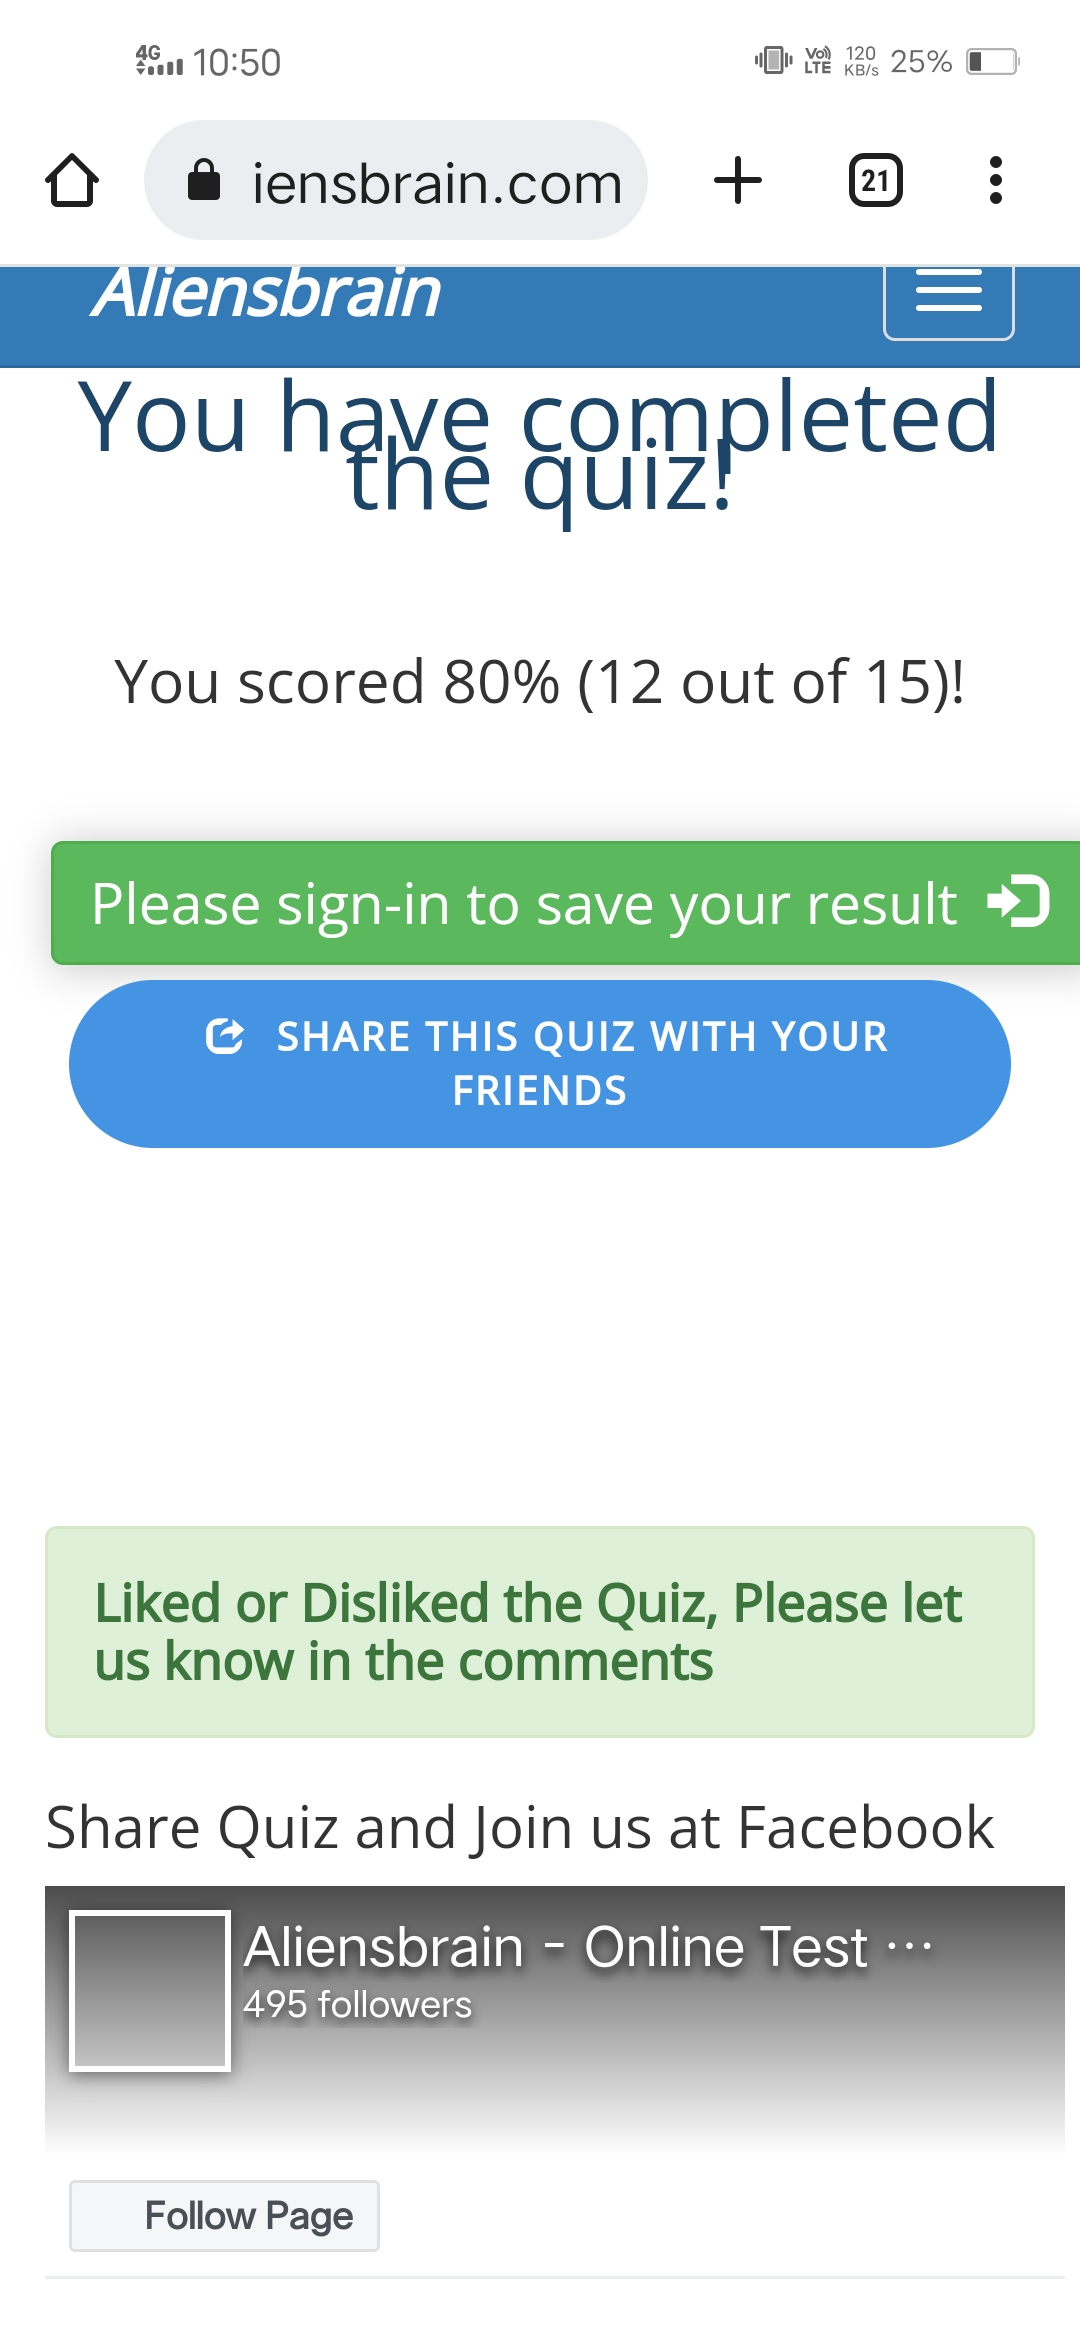 4G 10:50 Vo) LTE 120 KB/s 25%
iensbrain.com 21
Aliensbrain
You have completed
the quiz!
You scored 80% (12 out of 15)!
Please sign-in to save your result
SHARE THIS QUIZ WITH YOUR
FRIENDS
Liked or Disliked the Quiz, Please let
us know in the comments
Share Quiz and Join us at Facebook
Aliensbrain - Online Test ...
495 followers
Follow Page